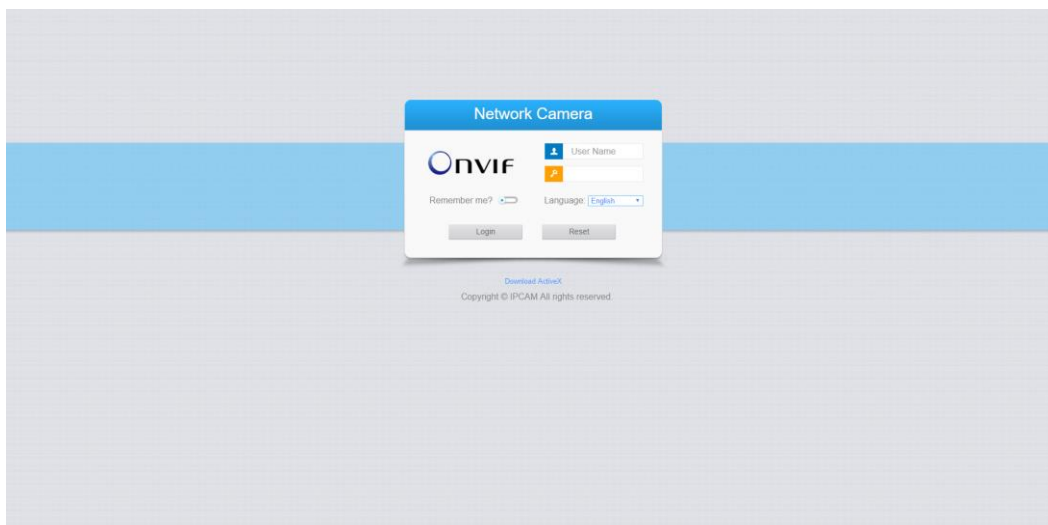 Network Camera
ONVIF
User Name
Remember me?
Language: English
Login
Reset
Download ActiveX
Copyright © IPCAM All rights reserved.